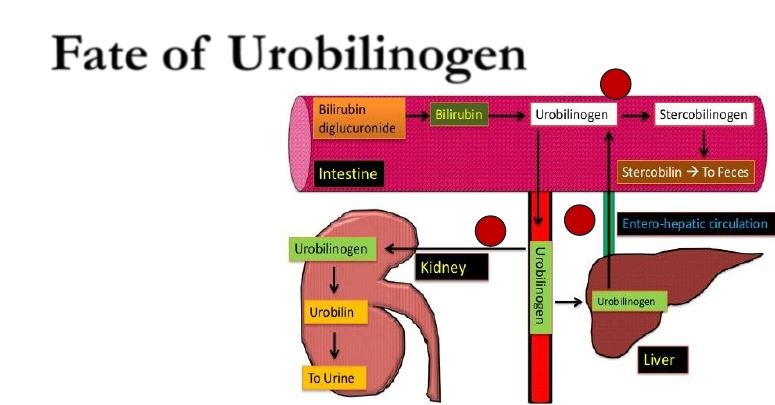 Fate of Urobilinogen
Bilirubin
diglucuronide
Bilirubin
Urobilinogen
Stercobilinogen
Intestine
Stercobilin → To Feces
Entero-hepatic circulation
Urobilinogen
Kidney
Urobilinogen
Urobilinogen
Urobilin
Liver
To Urine